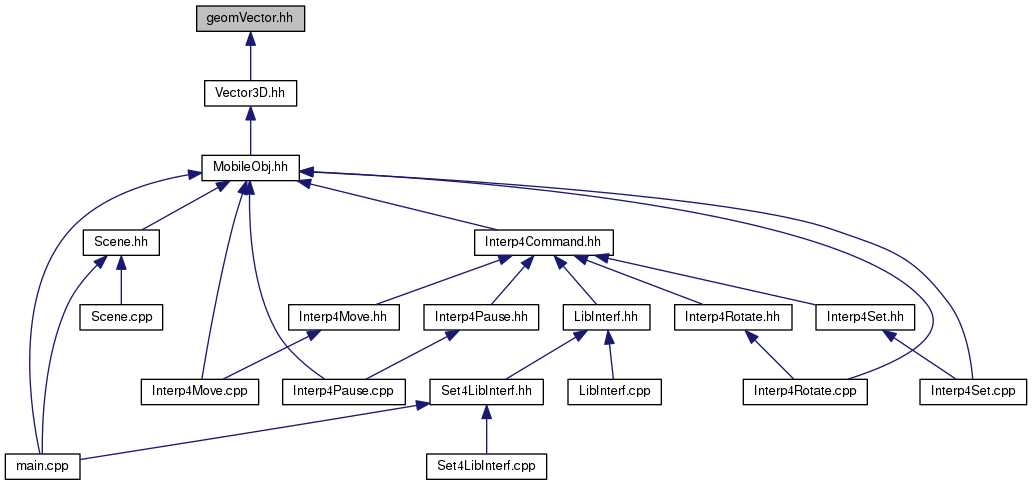 geomVector.hh
Vector3D.hh
MobileObj.hh
Scene.hh
Interp4Command.hh
Scene.cpp
Interp4Move.hh
Interp4Pause.hh
LibInterf.hh
Interp4Rotate.hh
Interp4Set.hh
Interp4Move.cpp
Interp4Pause.cpp
Set4LibInterf.hh
LibInterf.cpp
Interp4Rotate.cpp
Interp4Set.cpp
main.cpp
Set4LibInterf.cpp